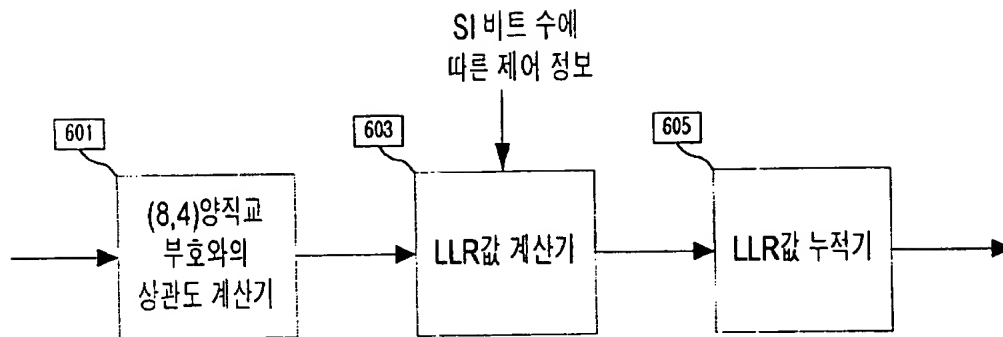 SI 비트 수에
따른 제어 정보
601
603
605
(8,4)양직교
부호와의
상관도 계산기
LLR값 계산기
LLR값 누적기